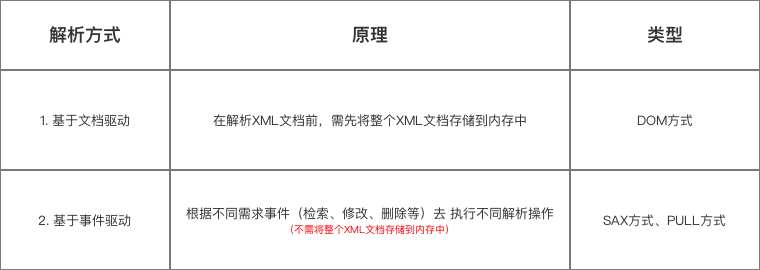 解析方式
原理
类型
1. 基于文档驱动
在解析XML文档前，需先将整个XML文档存储到内存中
DOM方式
2. 基于事件驱动
根据不同需求事件（检索、修改、删除等）去 执行不同解析操作
（不需将整个XML文档存储到内存中）
SAX方式、PULL方式